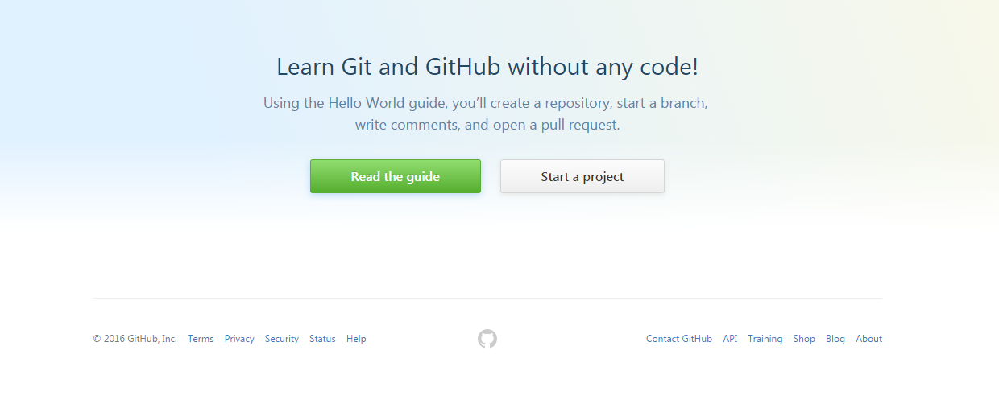 Learn Git and GitHub without any code!
Using the Hello World guide, you’ll create a repository, start a branch,
write comments, and open a pull request.
Read the guide Start a project
© 2016 GitHub, Inc. Terms Privacy Security Status Help Contact GitHub API Training Shop Blog About